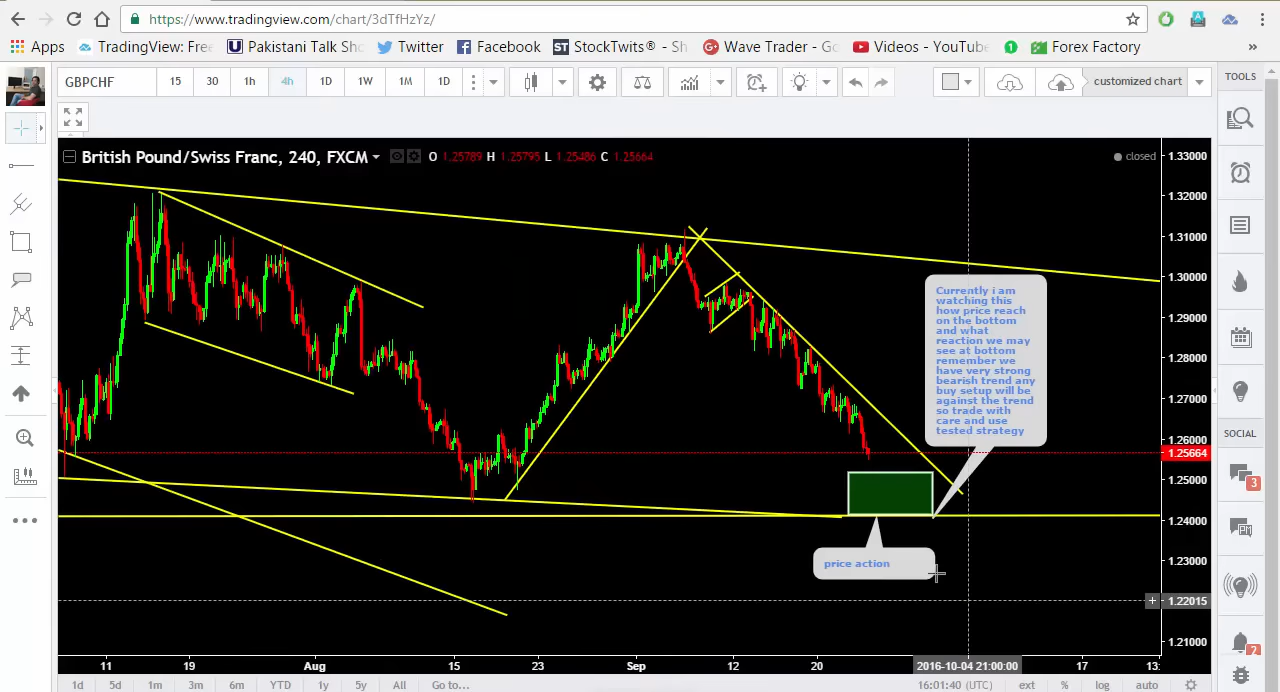 https://www.tradingview.com/chart/3dTfHzYz/
Apps TradingView: Free Pakistani Talk Sho Twitter Facebook StockTwits® - Sh Wave Traner - Go Videos - YouTube 1 Forex Factory »
GBPCHF 15 30 1h 4h 1D 1W 1M 1D customized chart TOOLS
British Pound/Swiss Franc, 240, FXCM O 1.25789 H 1.25795 L 1.25486 C 1.25664 closed
1.33000
1.32000
1.31000
1.30000
1.29000
1.28000
1.27000
1.26000
1.25664
1.25000
1.24000
1.23000
1.22015
1.21000
Currently i am
watching this
how price reach
on the bottom
and what
reaction we may
see at bottom
remember we
have very strong
bearish trend any
buy setup will be
against the trend
so trade with
care and use
tested strategy
price action
SOCIAL
3
2
11 19 Aug 15 23 Sep 12 20 2016-10-04 21:00:00 17 13:
1d 5d 1m 3m 6m YTD 1y 5y All Go to... 16:01:40 (UTC) ext % log auto